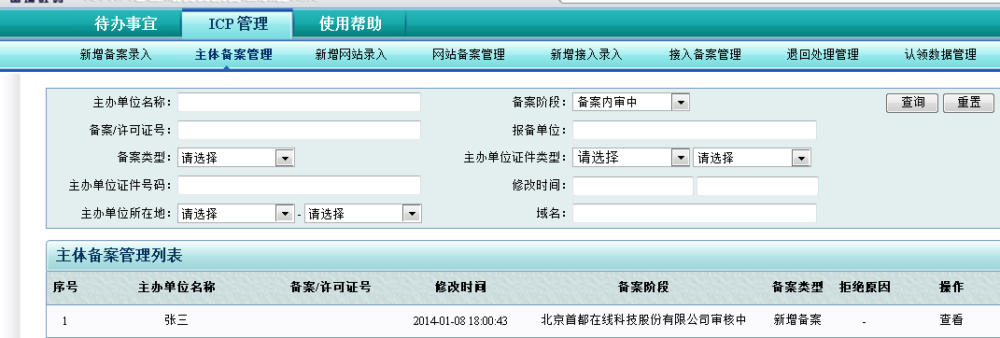 待办事宜 ICP 管理 使用帮助
新增备案录入 主体备案管理 新增网站录入 网站备案管理 新增接入录入 接入备案管理 退回处理管理 认领数据管理
主办单位名称: 备案阶段: 备案内审中 查询 重置
备案/许可证号: 报备单位:
备案类型: 请选择 主办单位证件类型: 请选择 请选择
主办单位证件号码: 修改时间:
主办单位所在地: 请选择 - 请选择 域名:
主体备案管理列表
序号 主办单位名称 备案/许可证号 修改时间 备案阶段 备案类型 拒绝原因 操作
1 张三 2014-01-08 18:00:43 北京首都在线科技股份有限公司审核中 新增备案 - 查看